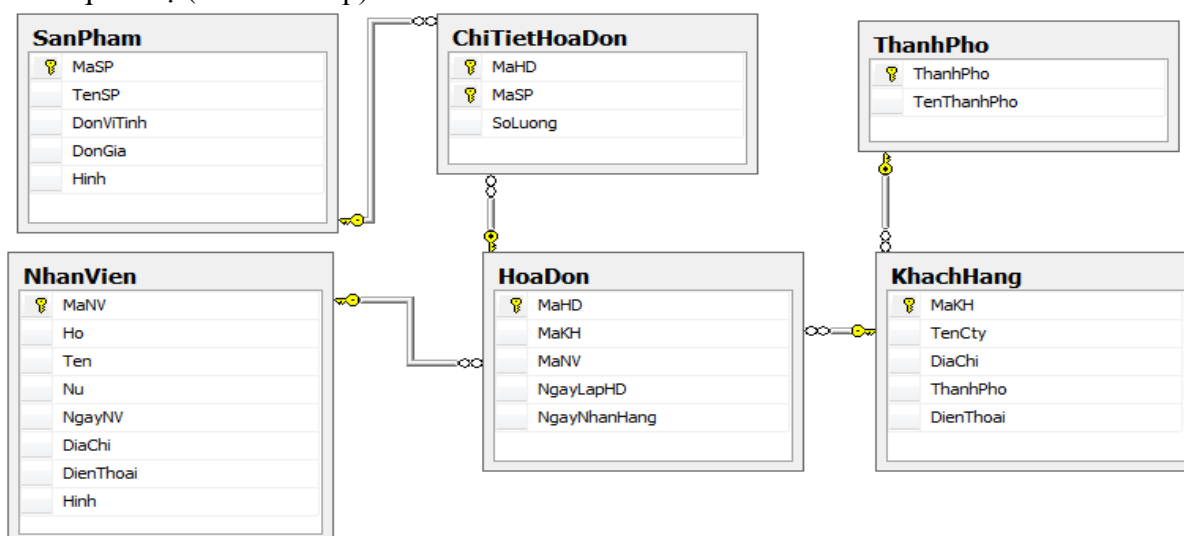 SanPham
MaSP
TenSP
DonViTinh
DonGia
Hinh
ChiTietHoaDon
MaHD
MaSP
SoLuong
ThanhPho
ThanhPho
TenThanhPho
NhanVien
MaNV
Ho
Ten
Nu
NgayNV
DiaChi
DienThoai
Hinh
HoaDon
MaHD
MaKH
MaNV
NgayLapHD
NgayNhanHang
KhachHang
MaKH
TenCty
DiaChi
ThanhPho
DienThoai